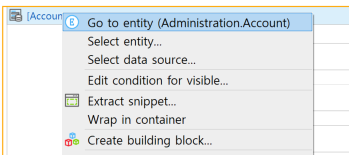 [Accoun
Go to entity (Administration.Account)
Select entity...
Select data source...
Edit condition for visible...
Extract snippet...
Wrap in container
Create building block...